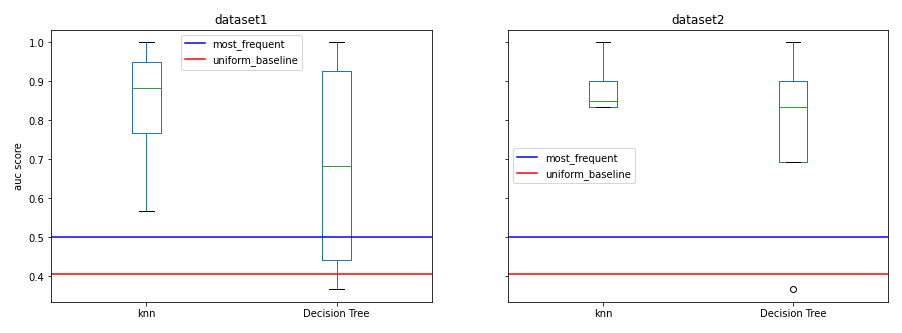 dataset1
dataset2
auc score
1.0
0.9
0.8
0.7
0.6
0.5
0.4
most_frequent
uniform_baseline
most_frequent
uniform_baseline
knn
Decision Tree
knn
Decision Tree